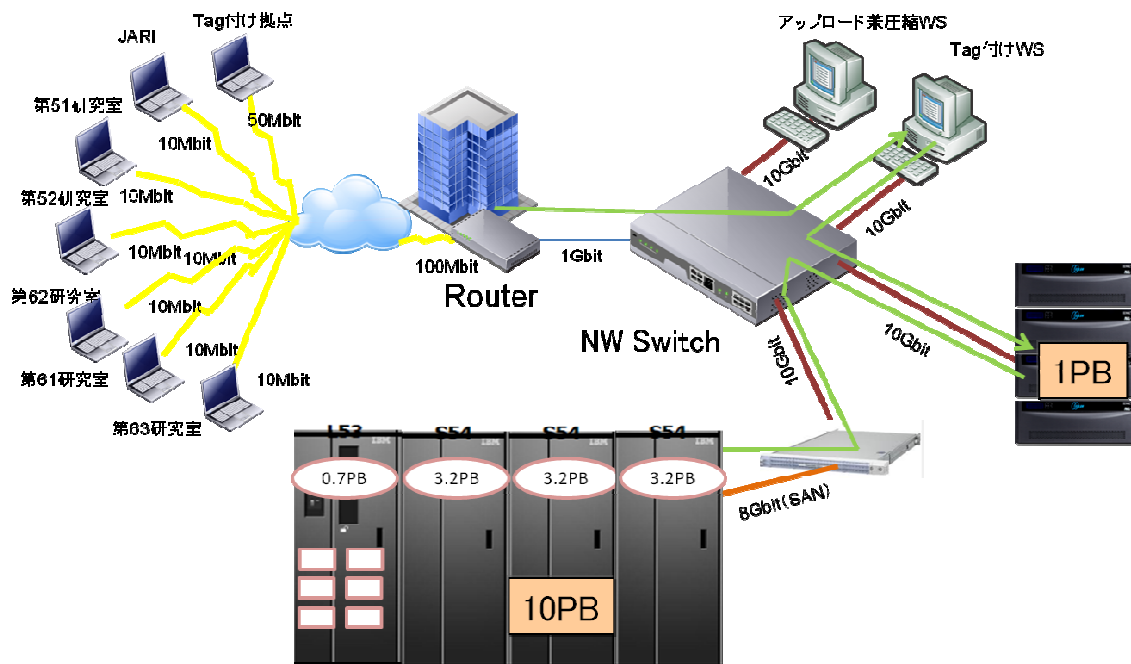 Tag付け拠点
JARI
第51研究室
50Mbit
10Mbit
第52研究室
10Mbit
10Mbit
10Mbit
第62研究室
10Mbit
10Mbit
第61研究室
10Mbit
第63研究室
100Mbit
Router
1Gbit
NW Switch
アップロード兼圧縮WS
Tag付けWS
10Gbit
10Gbit
10Gbit
10Gbit
1PB
8Gbit(SAN)
L53
S54
S54
S54
IBM
IBM
IBM
IBM
0.7PB
3.2PB
3.2PB
3.2PB
10PB